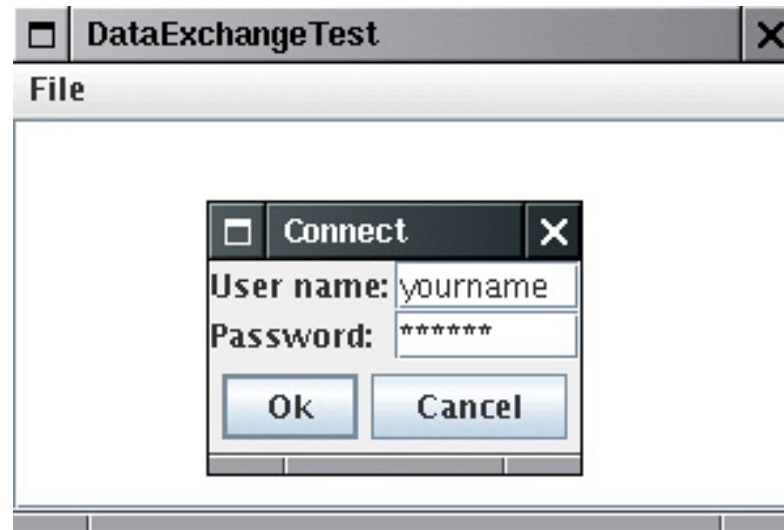 DataExchangeTest
File
Connect
User name: yourname
Password: ******
Ok Cancel